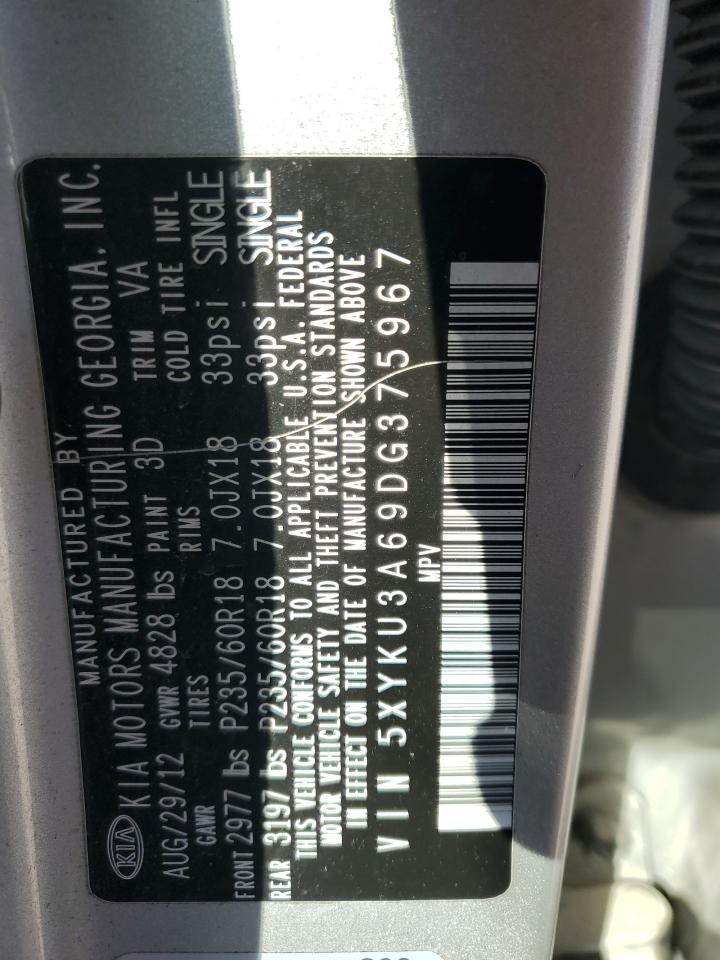 MANUFACTURED BY
KIA KIA MOTORS MANUFACTURING GEORGIA, INC.
AUG/29/12 GVWR 4828 lbs PAINT 3D TRIM VA
GAWR TIRES RIMS COLD TIRE INFL
FRONT 2977 lbs P235/60R18 7.0JX18 33psi SINGLE
REAR 3197 lbs P235/60R18 7.0JX18 33psi SINGLE
THIS VEHICLE CONFORMS TO ALL APPLICABLE U.S.A. FEDERAL
MOTOR VEHICLE SAFETY AND THEFT PREVENTION STANDARDS
IN EFFECT ON THE DATE OF MANUFACTURE SHOWN ABOVE
VIN 5XYKU3A69DG375967
MPV